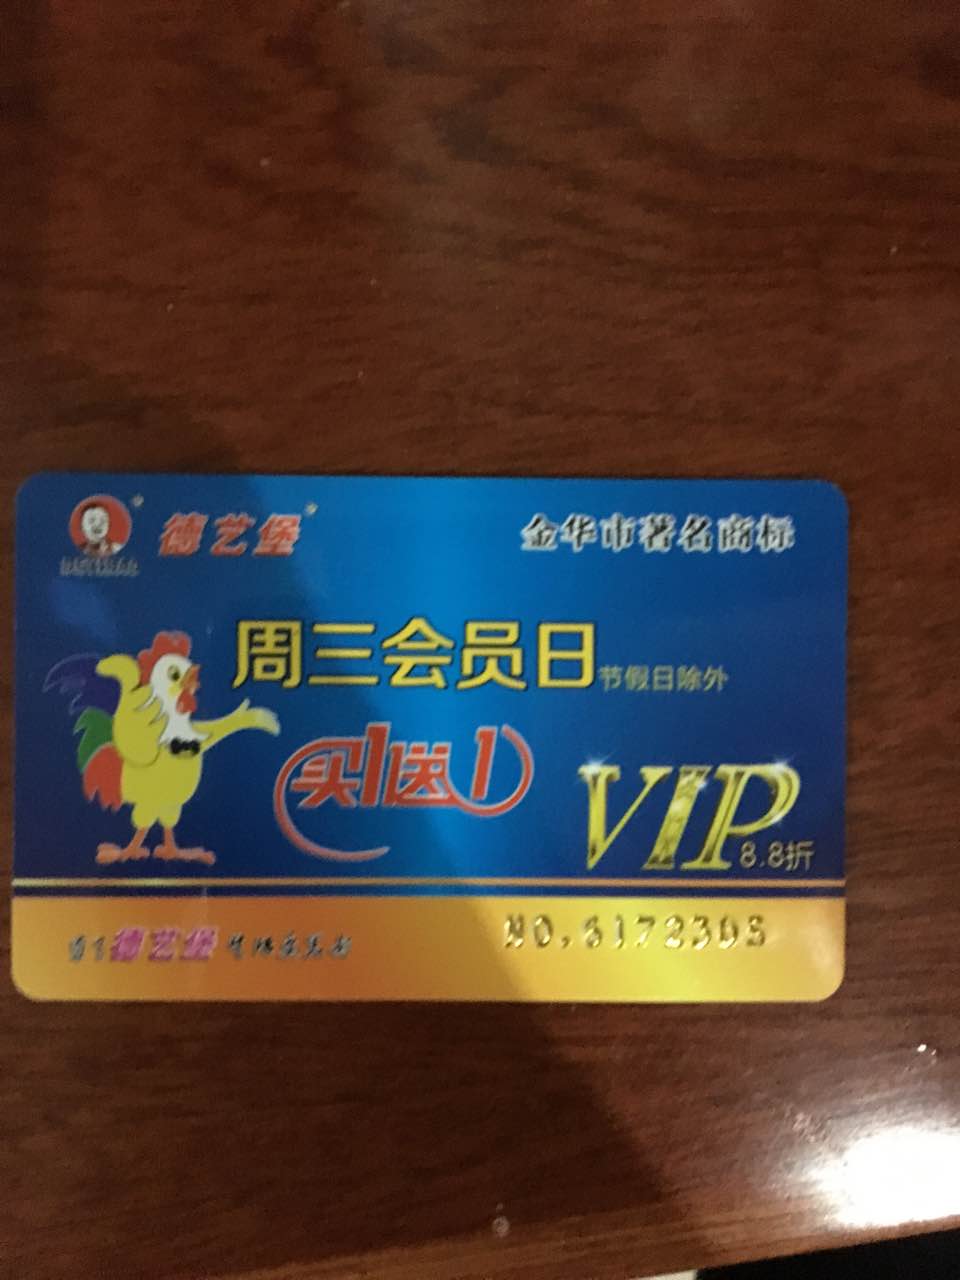 德艺堡
金华市著名商标
周三会员日 节假日除外
买1送1
VIP
8.8折
德艺堡
NO.6172305